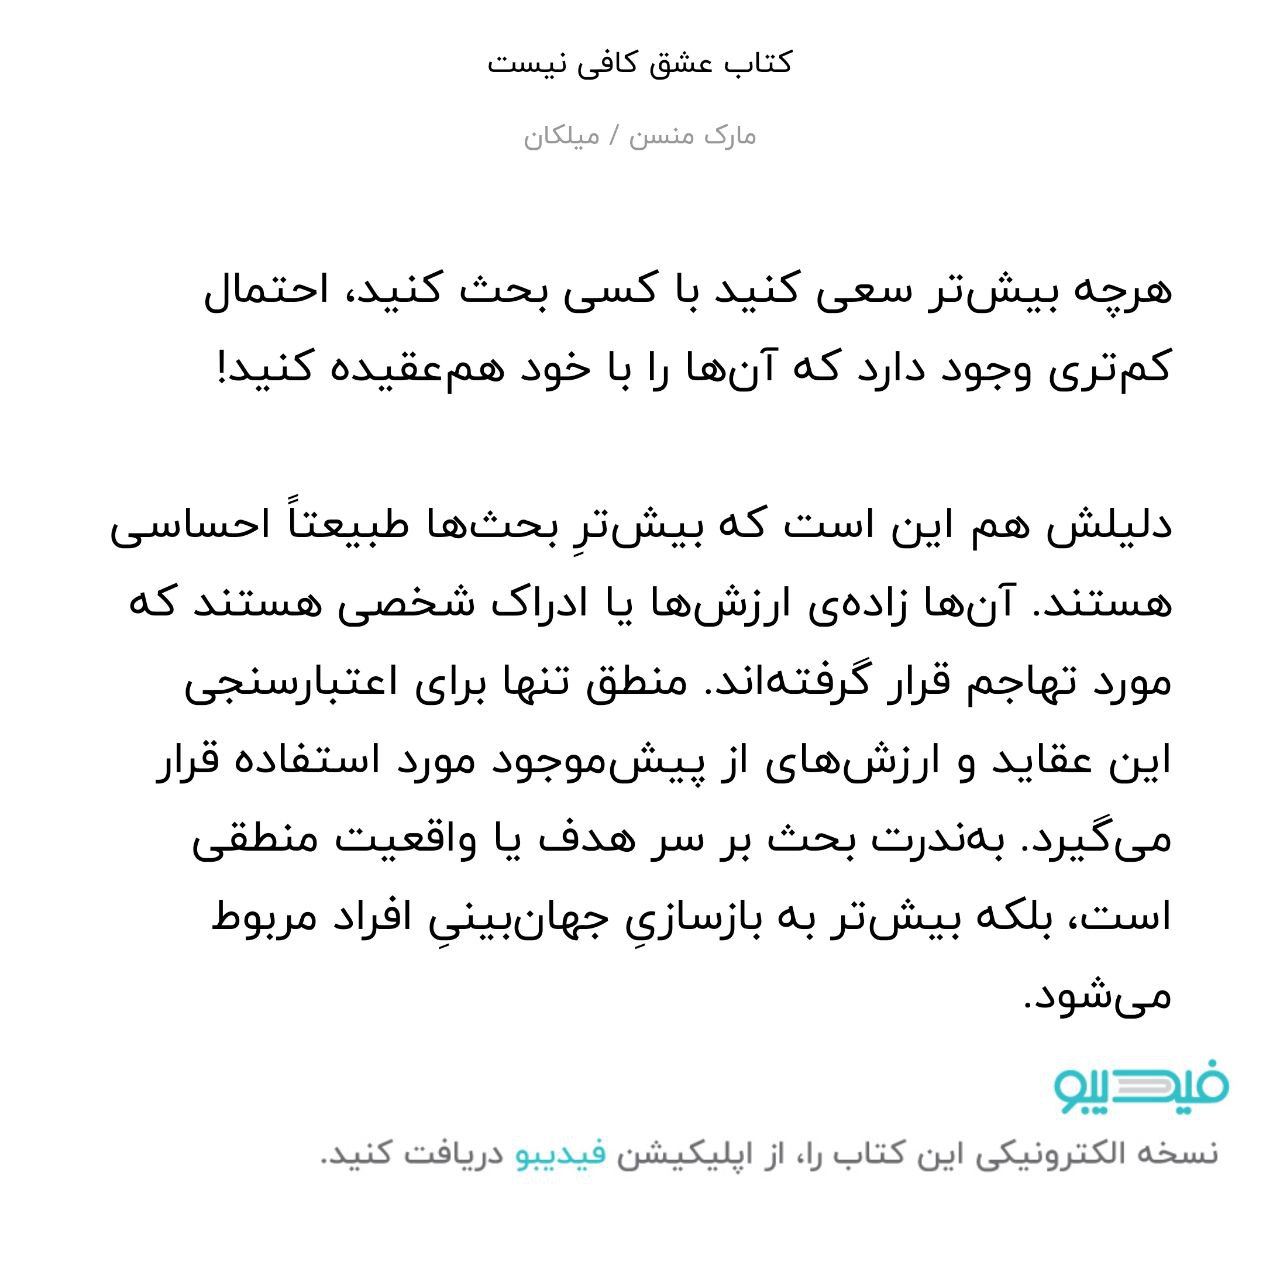 کتاب عشق کافی نیست
مارک منسن / میلکان
هرچه بیش‌تر سعی کنید با کسی بحث کنید، احتمال
کم‌تری وجود دارد که آن‌ها را با خود هم‌عقیده کنید!
دلیلش هم این است که بیش‌ترِ بحث‌ها طبیعتاً احساسی
هستند. آن‌ها زاده‌ی ارزش‌ها یا ادراک شخصی هستند که
مورد تهاجم قرار گرفته‌اند. منطق تنها برای اعتبارسنجی
این عقاید و ارزش‌های از پیش‌موجود مورد استفاده قرار
می‌گیرد. به‌ندرت بحث بر سر هدف یا واقعیت منطقی
است، بلکه بیش‌تر به بازسازیِ جهان‌بینیِ افراد مربوط
می‌شود.
فیدیبو
نسخه الکترونیکی این کتاب را، از اپلیکیشن فیدیبو دریافت کنید.